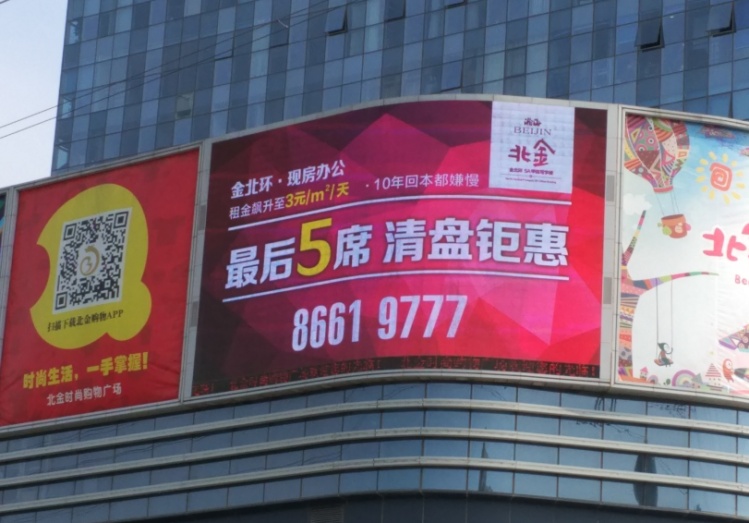 扫描下载北金购物APP
时尚生活，一手掌握！
北金时尚购物广场
BEIJIN
北金
金北环·现房办公
租金飙升至3元/m²/天·10年回本都嫌慢
最后5席 清盘钜惠
8661 9777
北